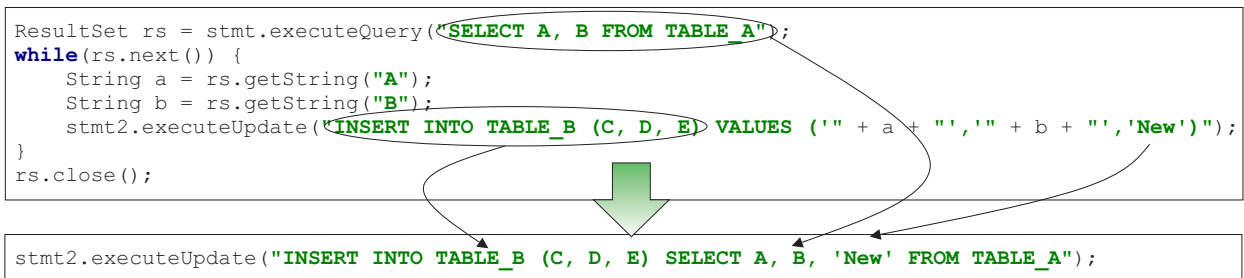 ResultSet rs = stmt.executeQuery("SELECT A, B FROM TABLE_A");
while(rs.next()) {
    String a = rs.getString("A");
    String b = rs.getString("B");
    stmt2.executeUpdate("INSERT INTO TABLE_B (C, D, E) VALUES ('" + a + "','" + b + "','New')");
}
rs.close();
stmt2.executeUpdate("INSERT INTO TABLE_B (C, D, E) SELECT A, B, 'New' FROM TABLE_A");